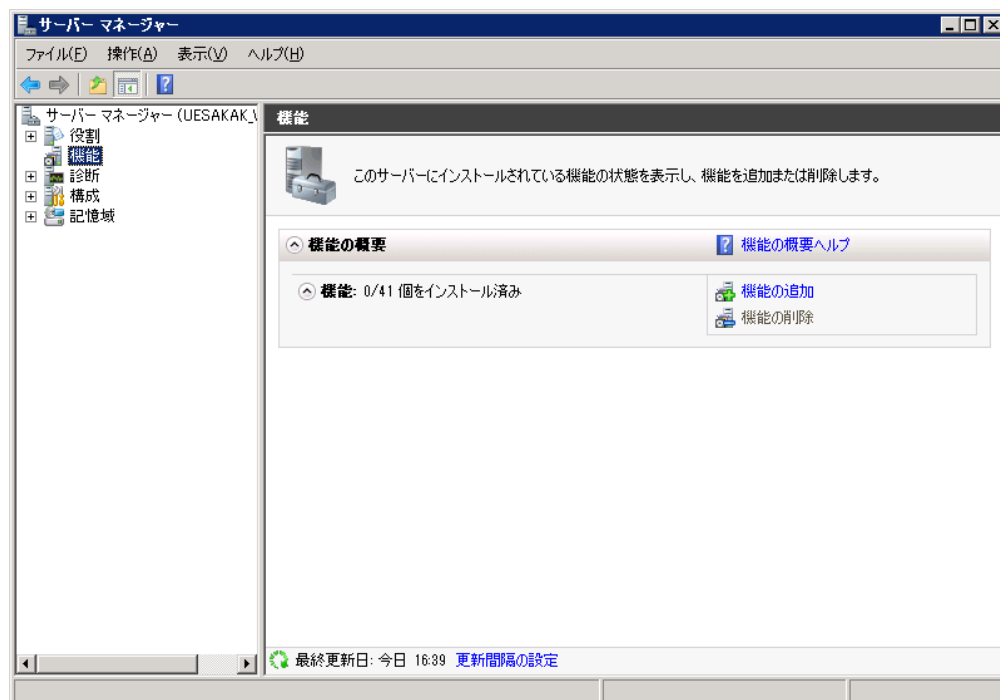 サーバー マネージャー
ファイル(F) 操作(A) 表示(V) ヘルプ(H)
サーバー マネージャー (UESAKAK_V
役割
機能
診断
構成
記憶域
機能
このサーバーにインストールされている機能の状態を表示し、機能を追加または削除します。
機能の概要
機能の概要ヘルプ
機能: 0/41 個をインストール済み
機能の追加
機能の削除
最終更新日: 今日 16:39 更新間隔の設定